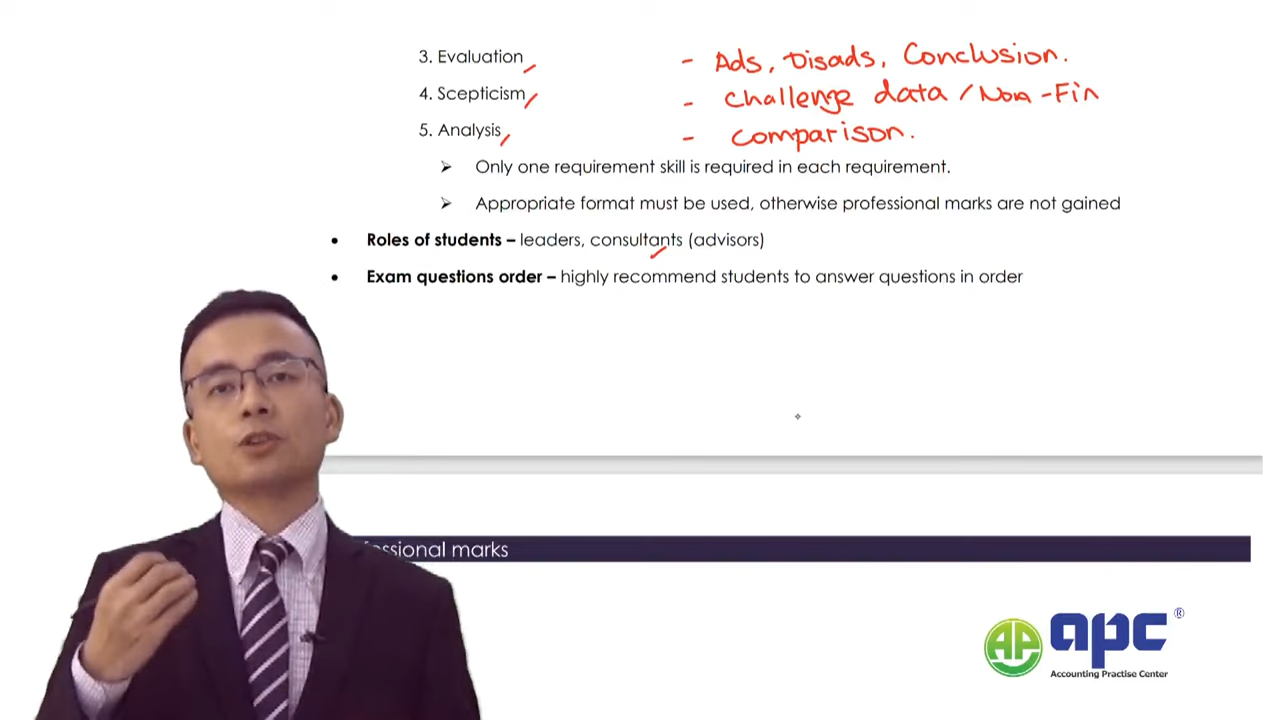 3. Evaluation - Ads, Disads, Conclusion.
4. Scepticism - Challenge data / Non-Fin
5. Analysis - Comparison.
➢ Only one requirement skill is required in each requirement.
➢ Appropriate format must be used, otherwise professional marks are not gained
• Roles of students – leaders, consultants (advisors)
• Exam questions order – highly recommend students to answer questions in order
essional marks
AP apc®
Accounting Practise Center